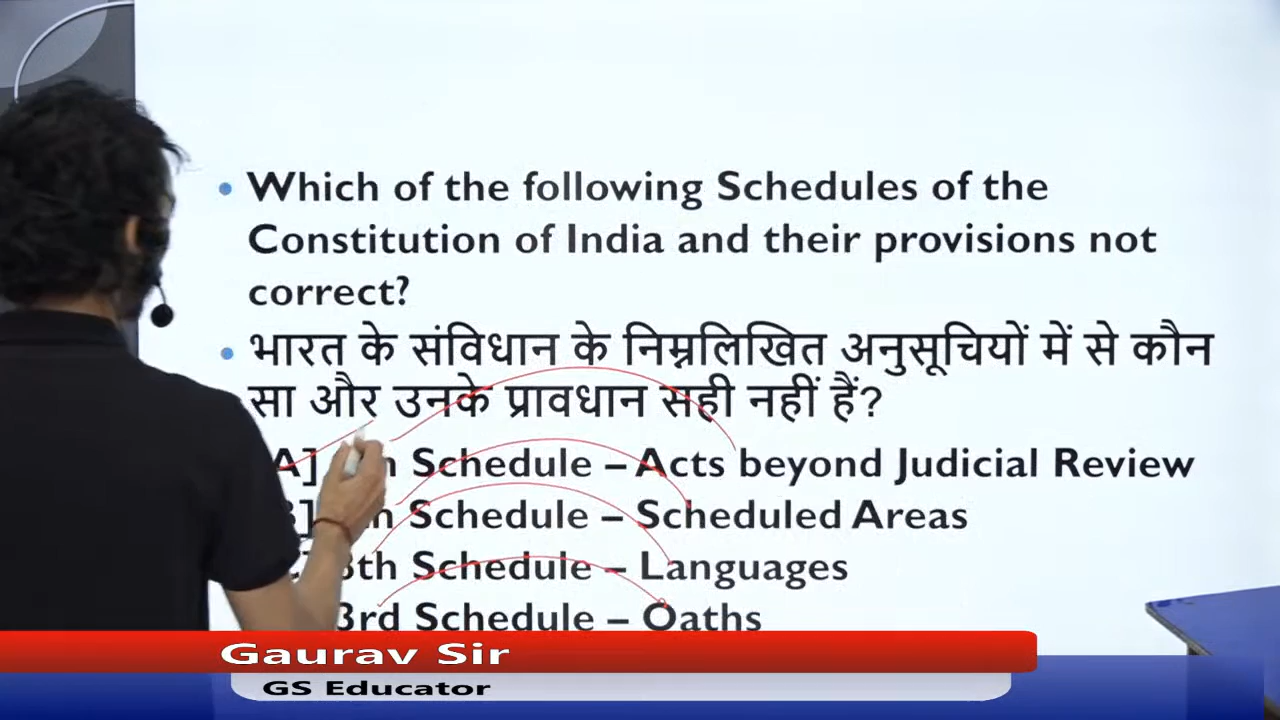 Which of the following Schedules of the
Constitution of India and their provisions not
correct?
भारत के संविधान के निम्नलिखित अनुसूचियों में से कौन
सा और उनके प्रावधान सही नहीं हैं?
A] Schedule – Acts beyond Judicial Review
Schedule – Scheduled Areas
8th Schedule – Languages
3rd Schedule – Oaths
Gaurav Sir
GS Educator